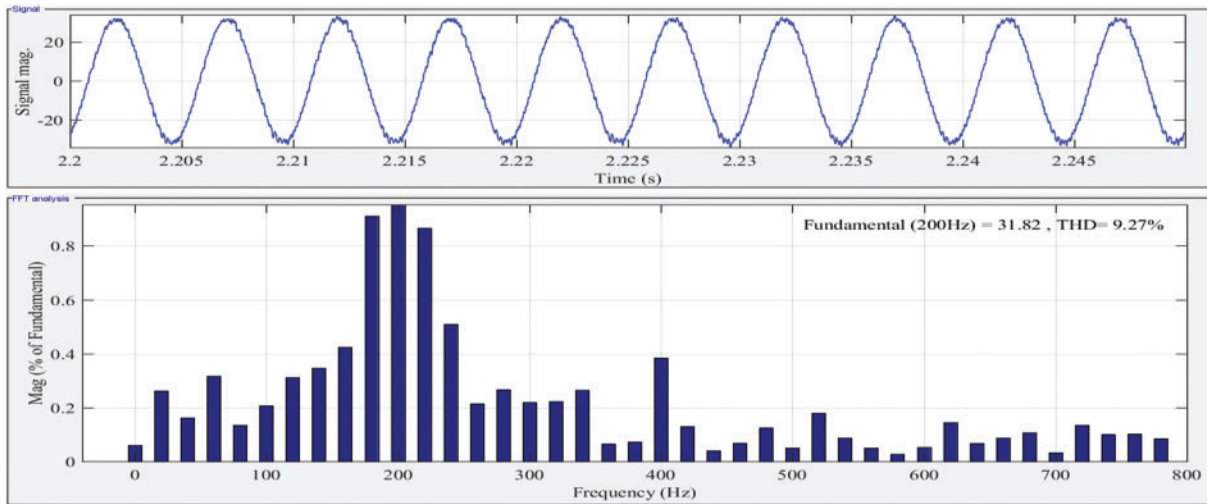 Signal
Signal mag.
20
0
-20
2.2 2.205 2.21 2.215 2.22 2.225 2.23 2.235 2.24 2.245
Time (s)
FFT analysis
Fundamental (200Hz) = 31.82 , THD= 9.27%
Mag (% of Fundamental)
0.8
0.6
0.4
0.2
0
0 100 200 300 400 500 600 700 800
Frequency (Hz)